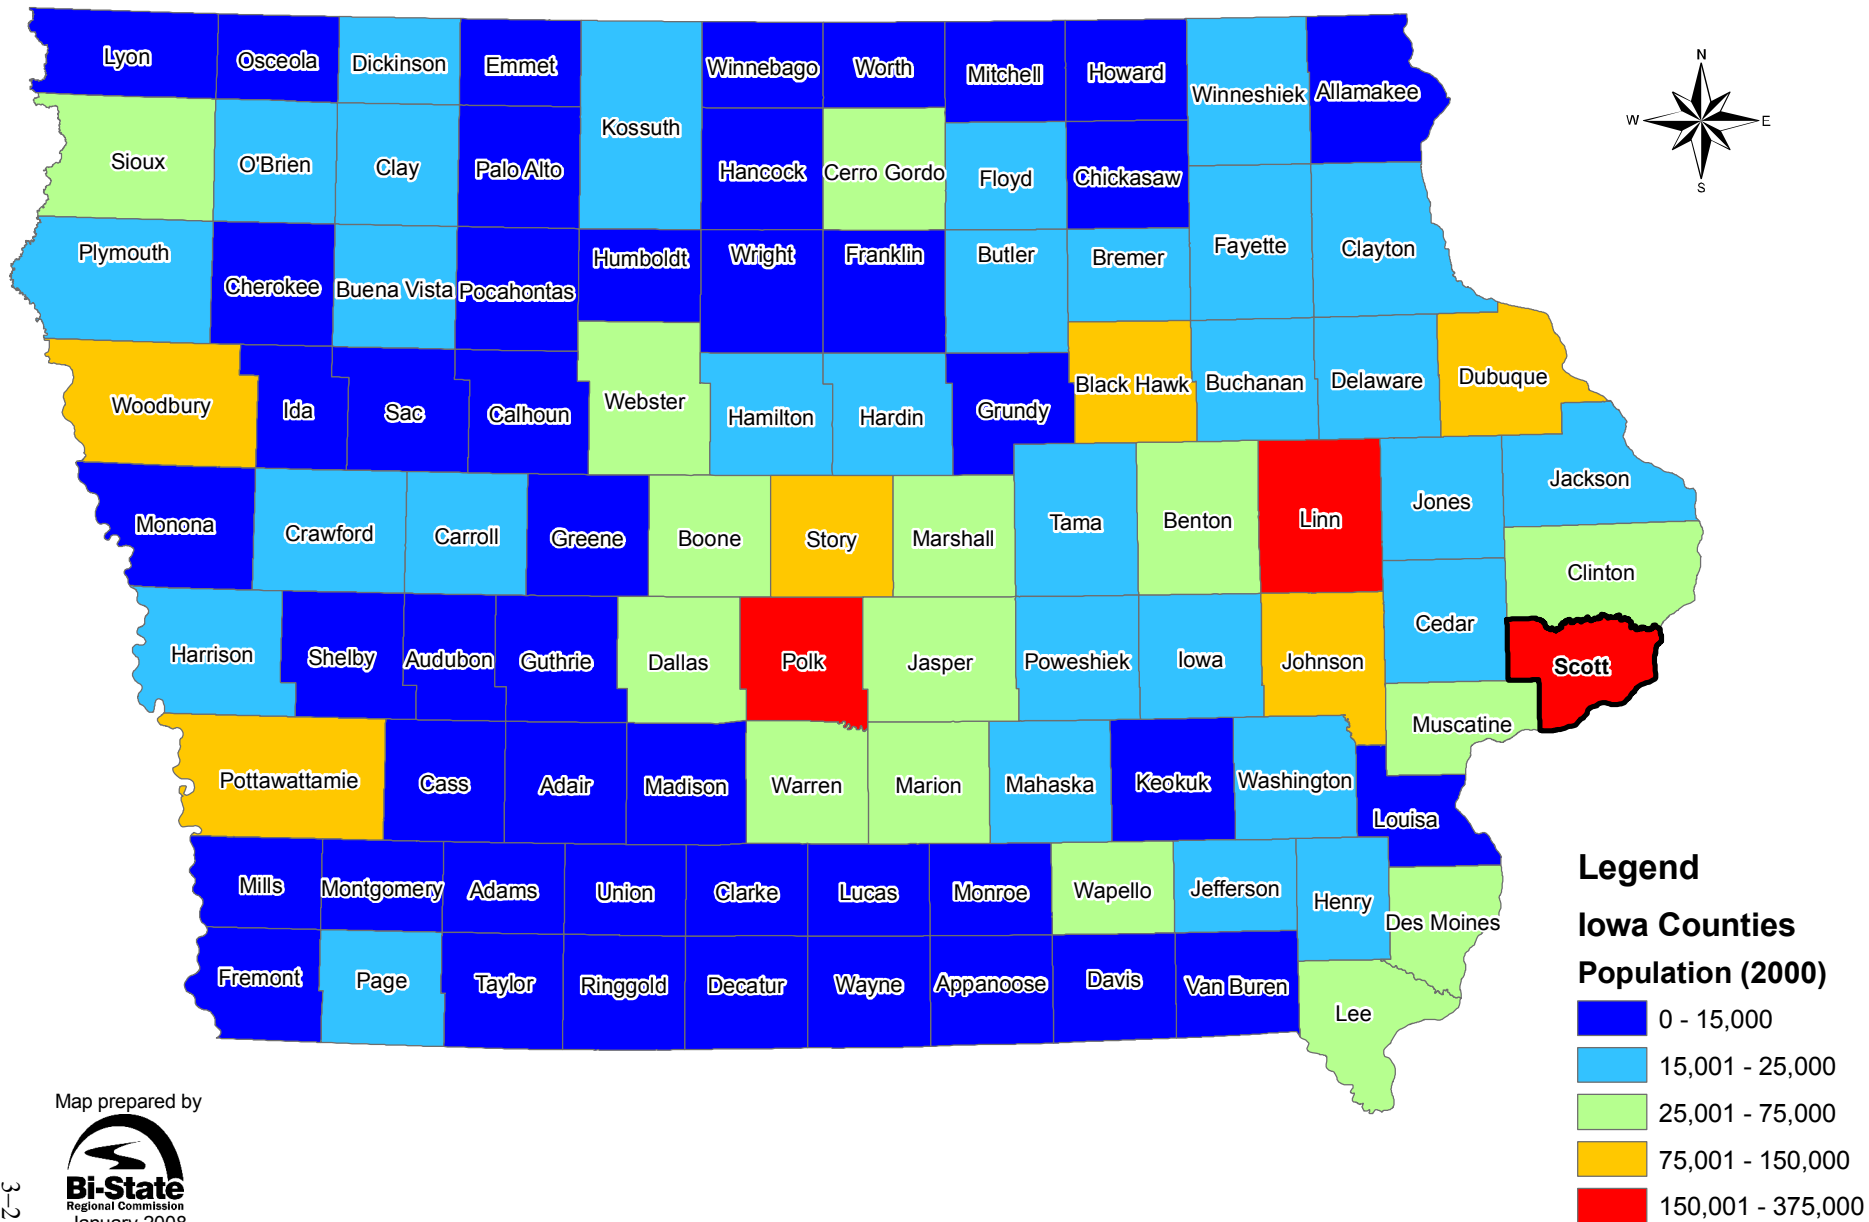 Lyon
Osceola
Dickinson
Emmet
Kossuth
Winnebago
Worth
Mitchell
Howard
Winneshiek
Allamakee
N
W
E
S
Sioux
O'Brien
Clay
Palo Alto
Hancock
Cerro Gordo
Floyd
Chickasaw
Plymouth
Cherokee
Buena Vista
Pocahontas
Humboldt
Wright
Franklin
Butler
Bremer
Fayette
Clayton
Woodbury
Ida
Sac
Calhoun
Webster
Hamilton
Hardin
Grundy
Black Hawk
Buchanan
Delaware
Dubuque
Monona
Crawford
Carroll
Greene
Boone
Story
Marshall
Tama
Benton
Linn
Jones
Jackson
Clinton
Harrison
Shelby
Audubon
Guthrie
Dallas
Polk
Jasper
Poweshiek
Iowa
Johnson
Cedar
Scott
Muscatine
Pottawattamie
Cass
Adair
Madison
Warren
Marion
Mahaska
Keokuk
Washington
Louisa
Mills
Montgomery
Adams
Union
Clarke
Lucas
Monroe
Wapello
Jefferson
Henry
Des Moines
Fremont
Page
Taylor
Ringgold
Decatur
Wayne
Appanoose
Davis
Van Buren
Lee
Legend
Iowa Counties
Population (2000)
0 - 15,000
15,001 - 25,000
25,001 - 75,000
75,001 - 150,000
150,001 - 375,000
Map prepared by
Bi-State
Regional Commission
January 2008
3-2